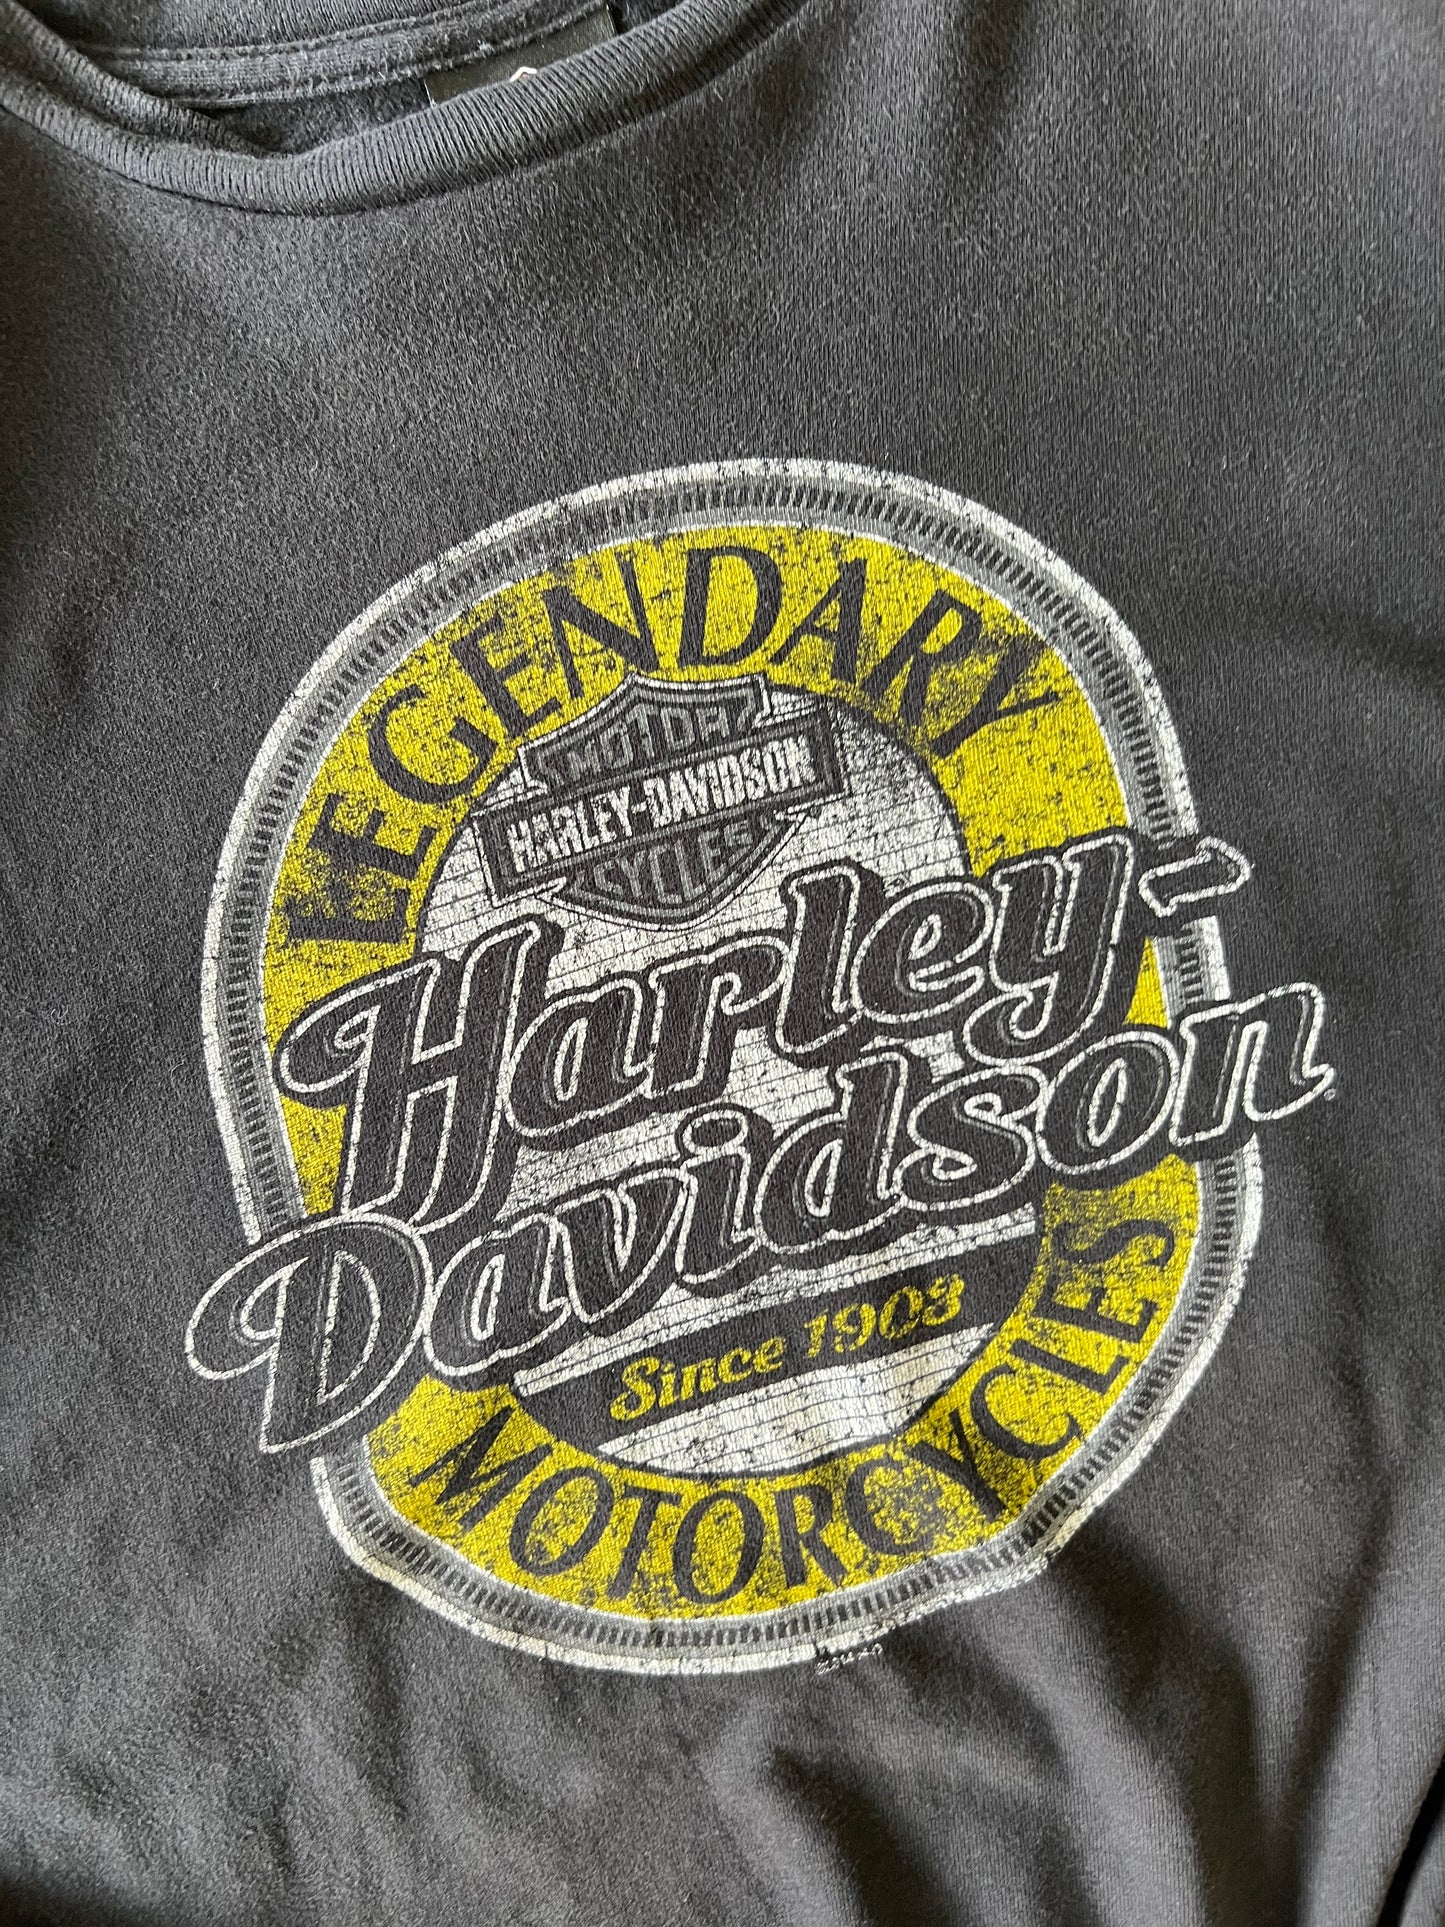 LEGENDARY
MOTOR
HARLEY-DAVIDSON
CYCLES
Harley-
Davidson
Since 1903
MOTORCYCLES